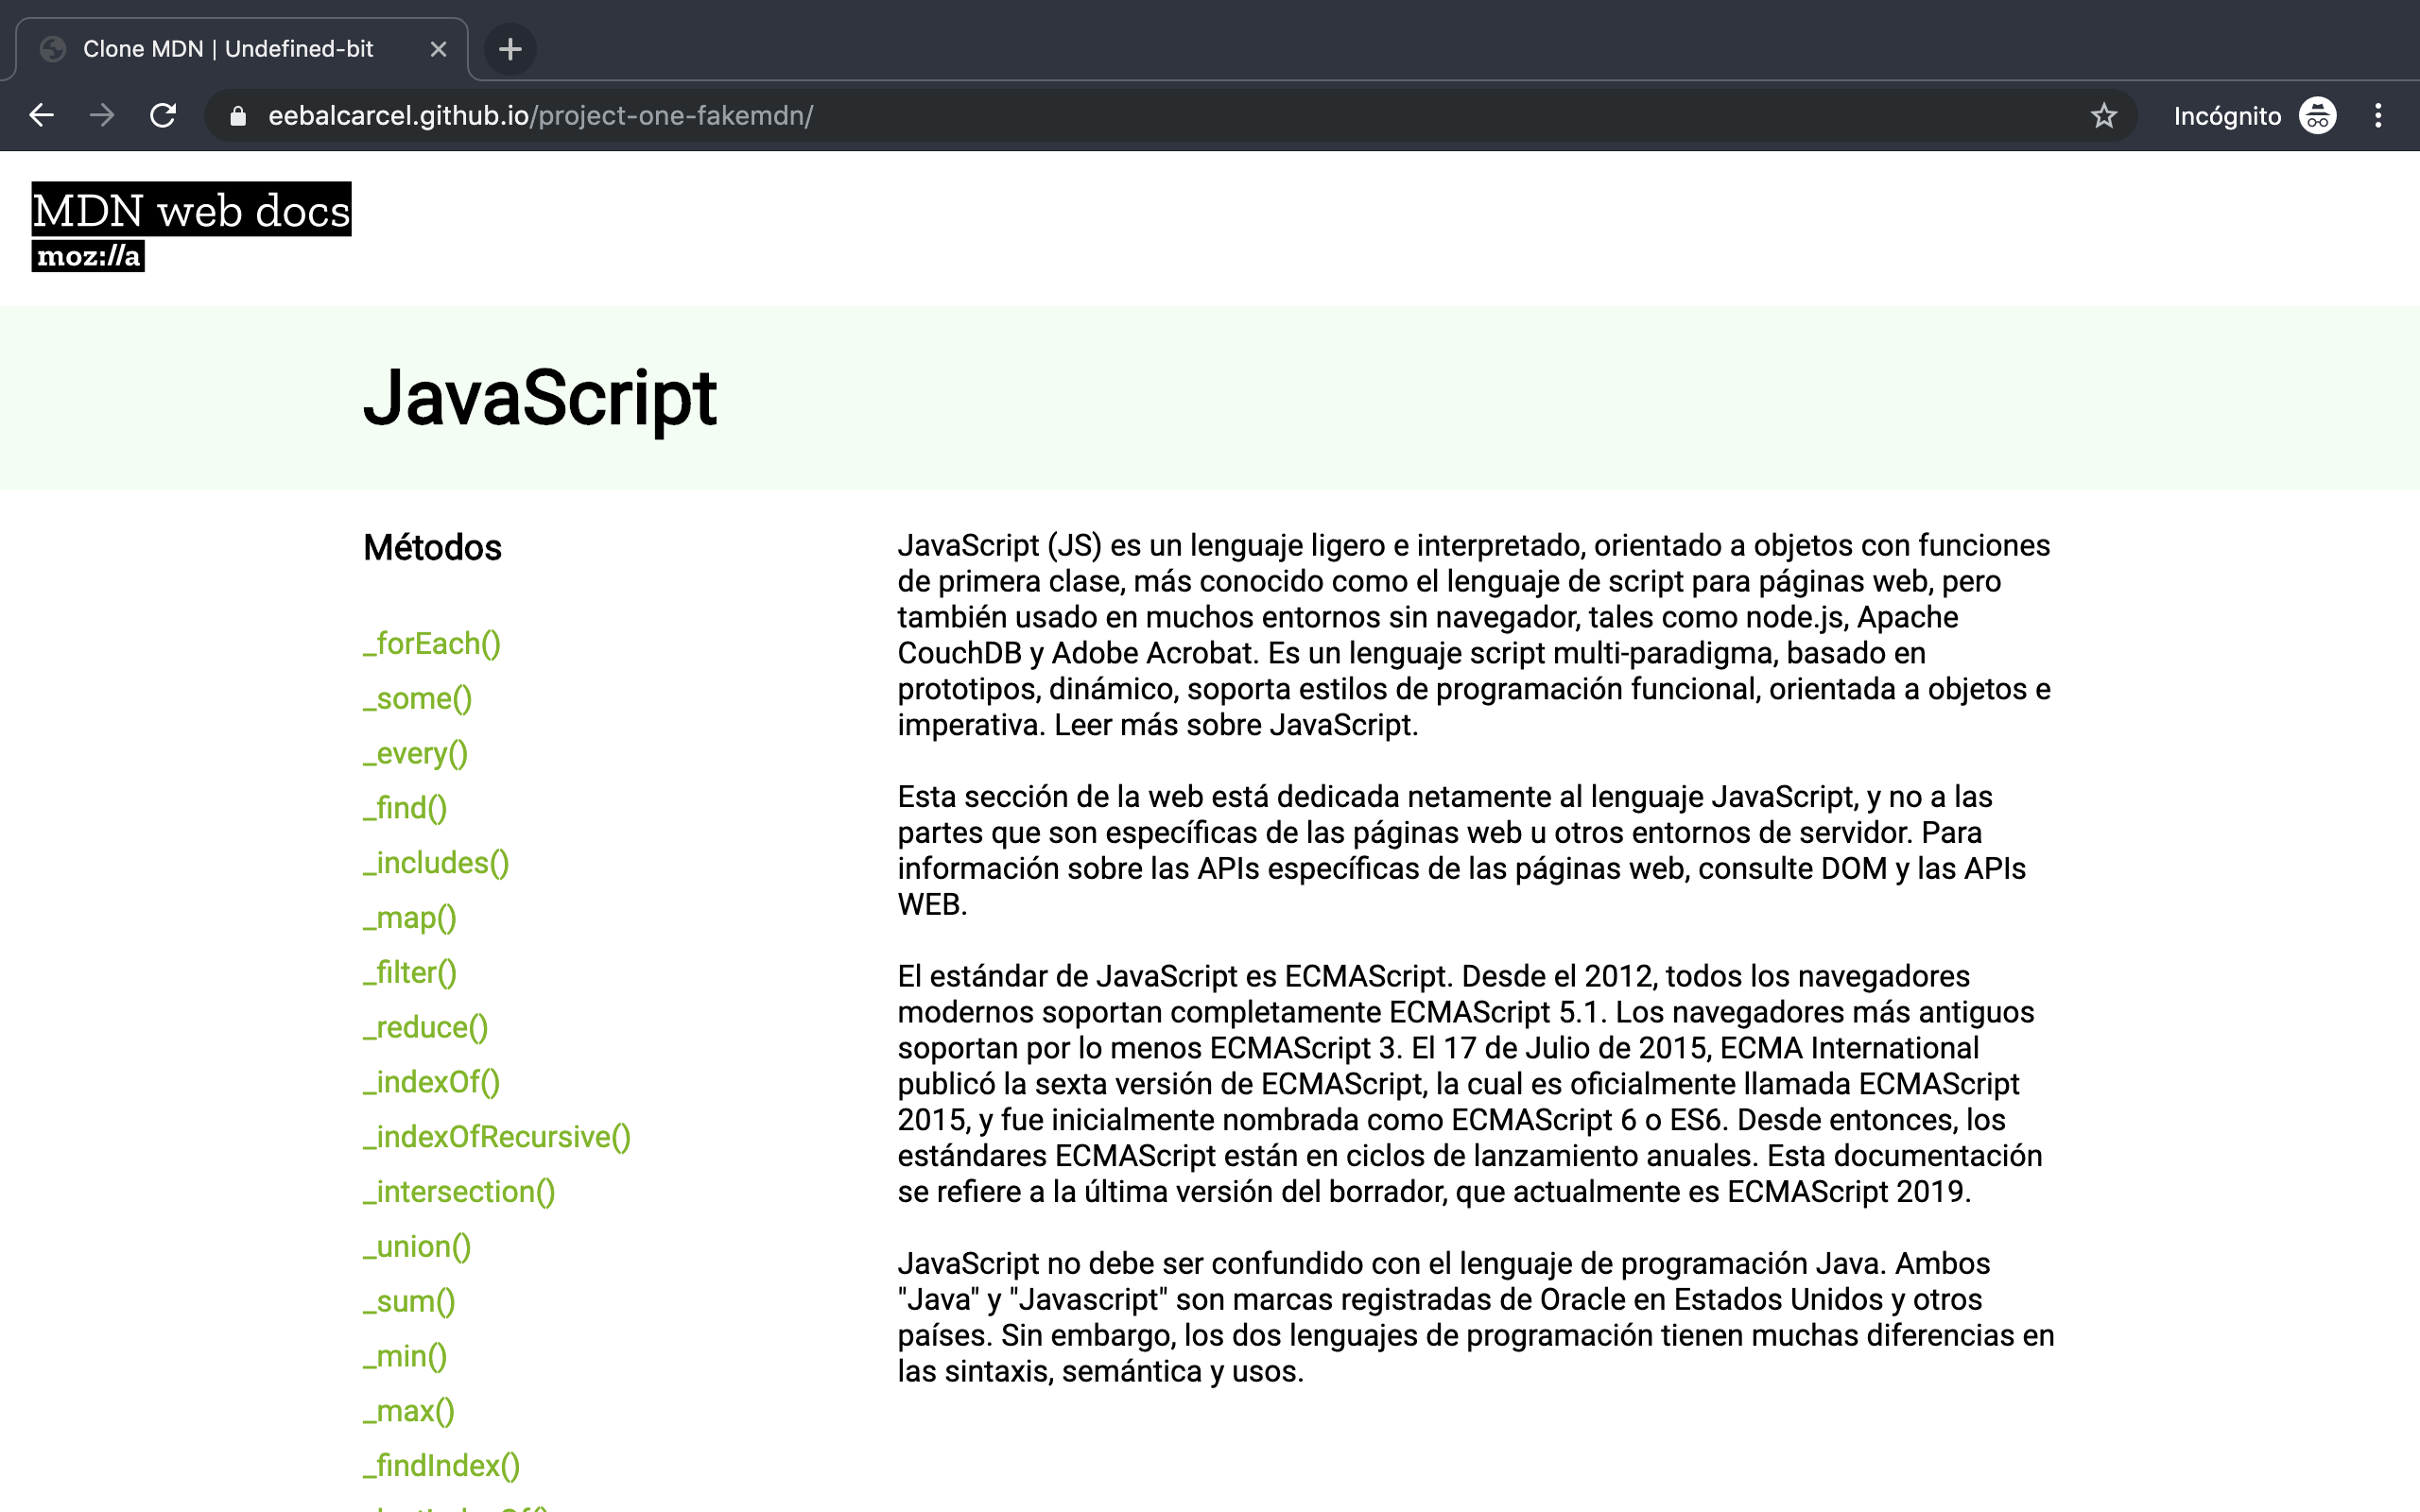 Clone MDN | Undefined-bit
eebalcarcel.github.io/project-one-fakemdn/
Incógnito
MDN web docs
moz://a
JavaScript
Métodos
_forEach()
_some()
_every()
_find()
_includes()
_map()
_filter()
_reduce()
_indexOf()
_indexOfRecursive()
_intersection()
_union()
_sum()
_min()
_max()
_findIndex()
JavaScript (JS) es un lenguaje ligero e interpretado, orientado a objetos con funciones
de primera clase, más conocido como el lenguaje de script para páginas web, pero
también usado en muchos entornos sin navegador, tales como node.js, Apache
CouchDB y Adobe Acrobat. Es un lenguaje script multi-paradigma, basado en
prototipos, dinámico, soporta estilos de programación funcional, orientada a objetos e
imperativa. Leer más sobre JavaScript.
Esta sección de la web está dedicada netamente al lenguaje JavaScript, y no a las
partes que son específicas de las páginas web u otros entornos de servidor. Para
información sobre las APIs específicas de las páginas web, consulte DOM y las APIs
WEB.
El estándar de JavaScript es ECMAScript. Desde el 2012, todos los navegadores
modernos soportan completamente ECMAScript 5.1. Los navegadores más antiguos
soportan por lo menos ECMAScript 3. El 17 de Julio de 2015, ECMA International
publicó la sexta versión de ECMAScript, la cual es oficialmente llamada ECMAScript
2015, y fue inicialmente nombrada como ECMAScript 6 o ES6. Desde entonces, los
estándares ECMAScript están en ciclos de lanzamiento anuales. Esta documentación
se refiere a la última versión del borrador, que actualmente es ECMAScript 2019.
JavaScript no debe ser confundido con el lenguaje de programación Java. Ambos
"Java" y "Javascript" son marcas registradas de Oracle en Estados Unidos y otros
países. Sin embargo, los dos lenguajes de programación tienen muchas diferencias en
las sintaxis, semántica y usos.